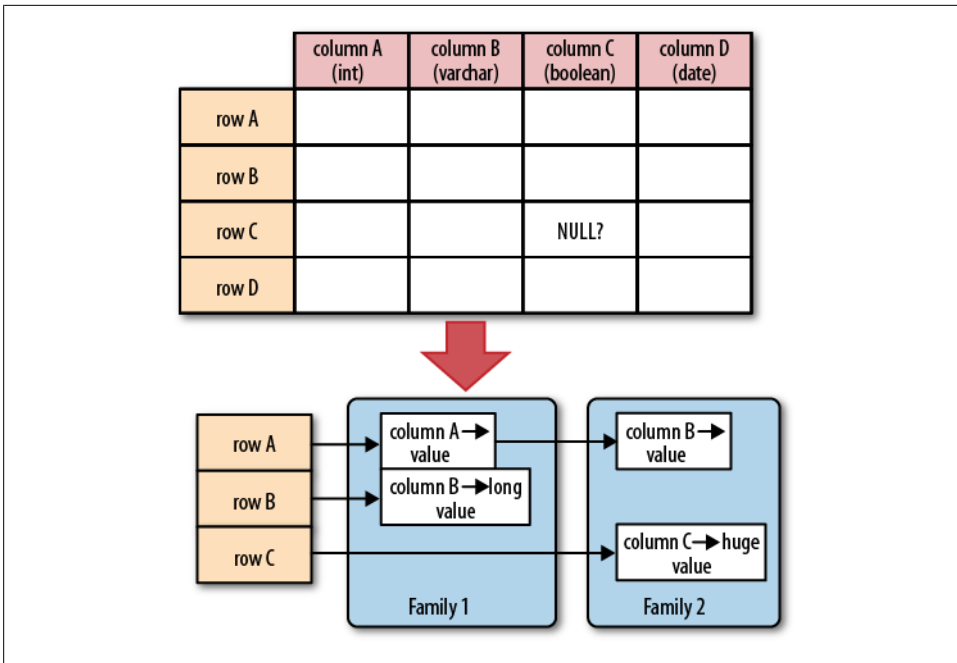 column A column B column C column D
(int) (varchar) (boolean) (date)
row A
row B
row C NULL?
row D
row A column A→ value column B→ value
row B column B→long value
row C column C→huge value
Family 1 Family 2